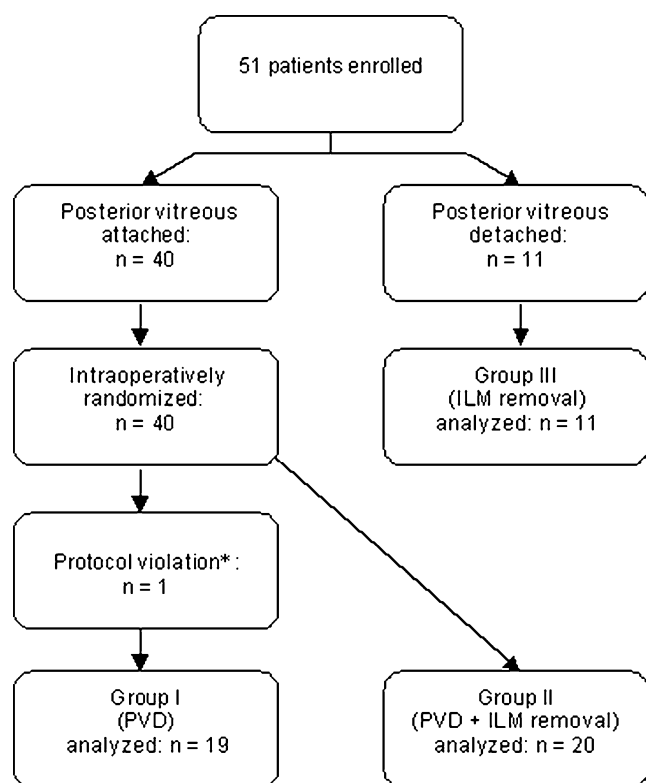 51 patients enrolled
Posterior vitreous
attached:
n = 40
Posterior vitreous
detached:
n = 11
Intraoperatively
randomized:
n = 40
Group III
(ILM removal)
analyzed: n = 11
Protocol violation* :
n = 1
Group I
(PVD)
analyzed: n = 19
Group II
(PVD + ILM removal)
analyzed: n = 20